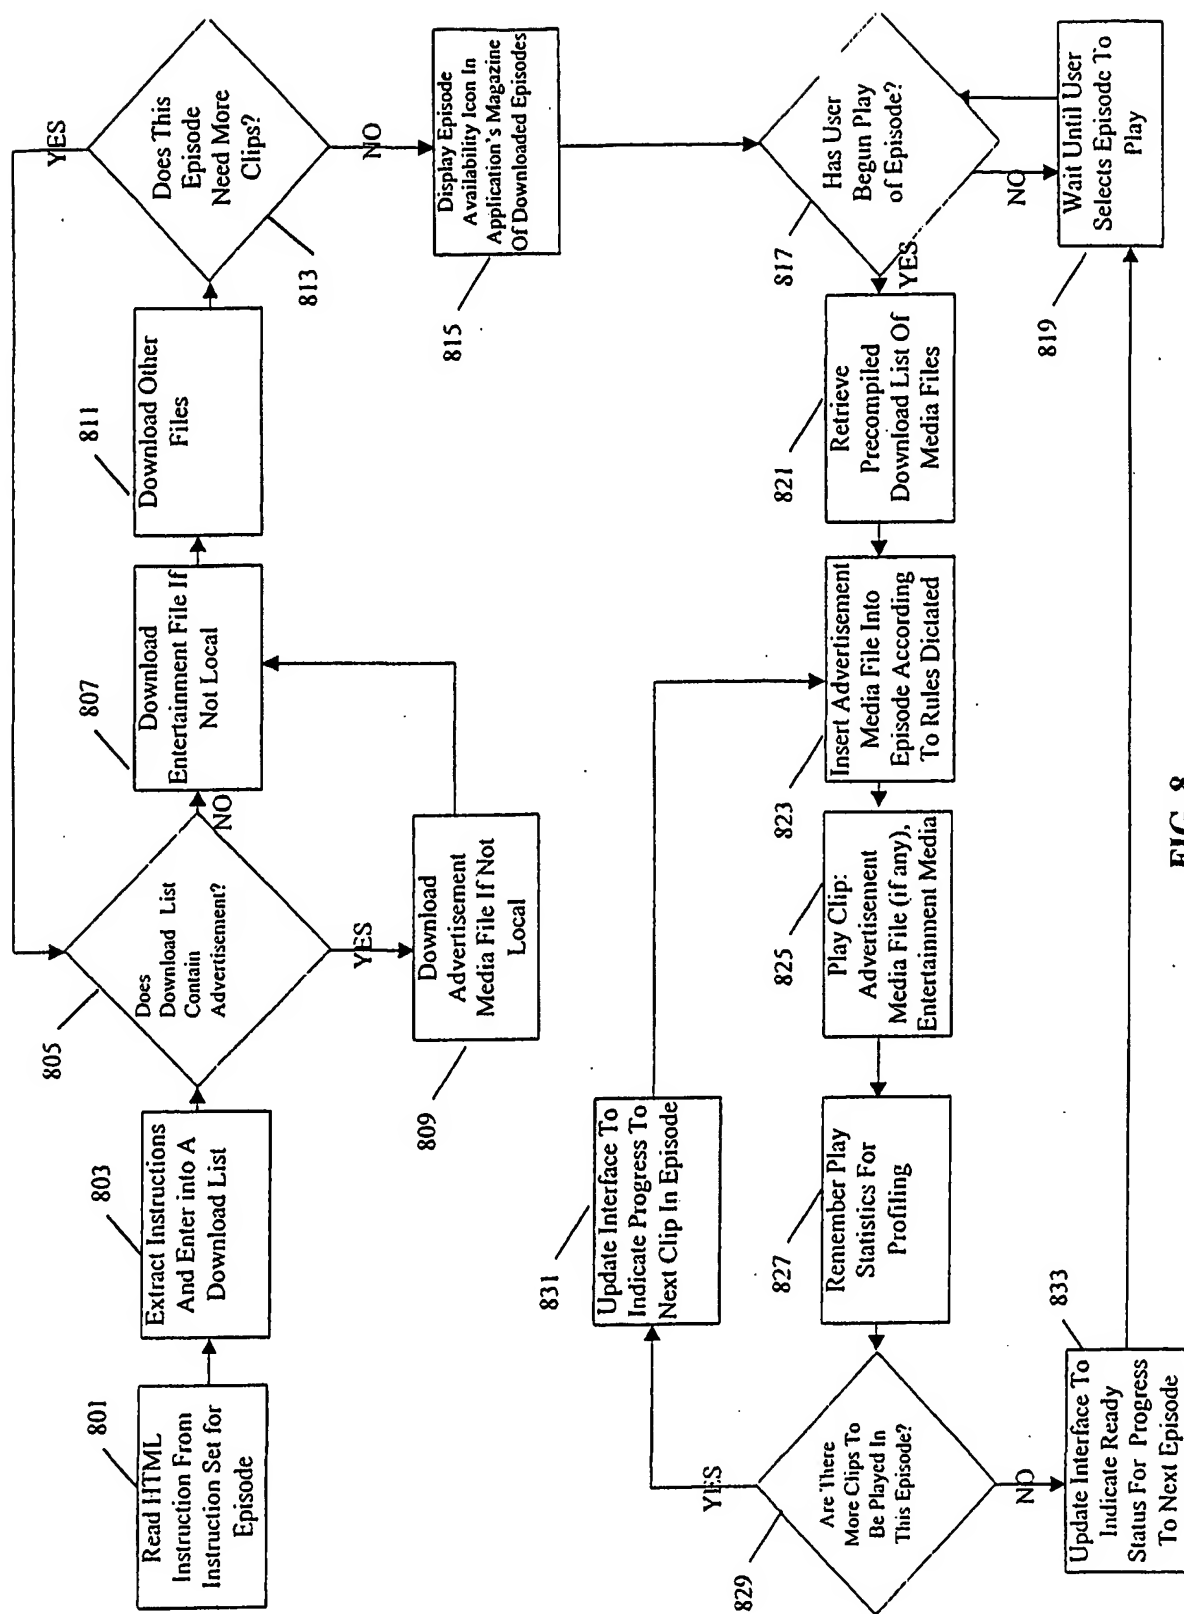 801
Read HTML
Instruction From
Instruction Set for
Episode
803
Extract Instructions
And Enter into A
Download List
805
Does
Download List
Contain
Advertisement?
NO
YES
807
Download
Entertainment File If
Not Local
809
Download
Advertisement
Media File If Not
Local
811
Download Other
Files
813
Does This
Episode
Need More
Clips?
YES
NO
815
Display Episode
Availability Icon In
Application's Magazine
Of Downloaded Episodes
817
Has User
Begun Play
of Episode?
YES
NO
819
Wait Until User
Selects Episode To
Play
821
Retrieve
Precompiled
Download List Of
Media Files
823
Insert Advertisement
Media File Into
Episode According
To Rules Dictated
825
Play Clip:
Advertisement
Media File (if any),
Entertainment Media
827
Remember Play
Statistics For
Profiling
829
Are There
More Clips To
Be Played In
This Episode?
YES
NO
831
Update Interface To
Indicate Progress To
Next Clip In Episode
833
Update Interface To
Indicate Ready
Status For Progress
To Next Episode
FIG. 8